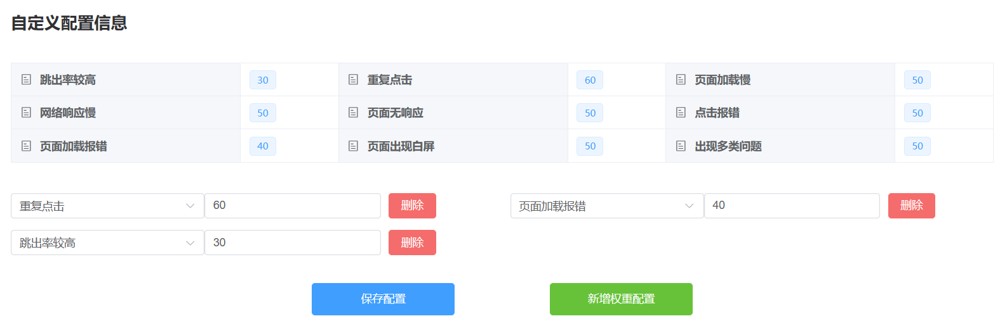 自定义配置信息
跳出率较高 30 重复点击 60 页面加载慢 50
网络响应慢 50 页面无响应 50 点击报错 50
页面加载报错 40 页面出现白屏 50 出现多类问题 50
重复点击 60 删除 页面加载报错 40 删除
跳出率较高 30 删除
保存配置 新增权重配置